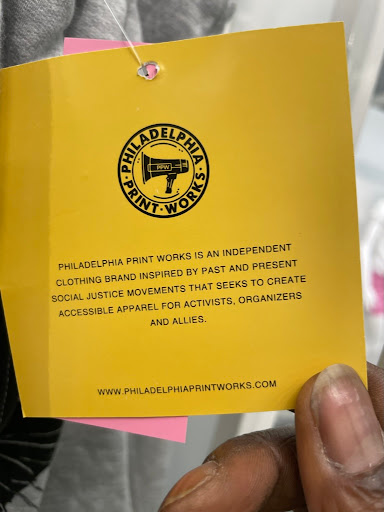 PHILADELPHIA
PPW
PRINT WORKS
PHILADELPHIA PRINT WORKS IS AN INDEPENDENT
CLOTHING BRAND INSPIRED BY PAST AND PRESENT
SOCIAL JUSTICE MOVEMENTS THAT SEEKS TO CREATE
ACCESSIBLE APPAREL FOR ACTIVISTS, ORGANIZERS
AND ALLIES.
WWW.PHILADELPHIAPRINTWORKS.COM